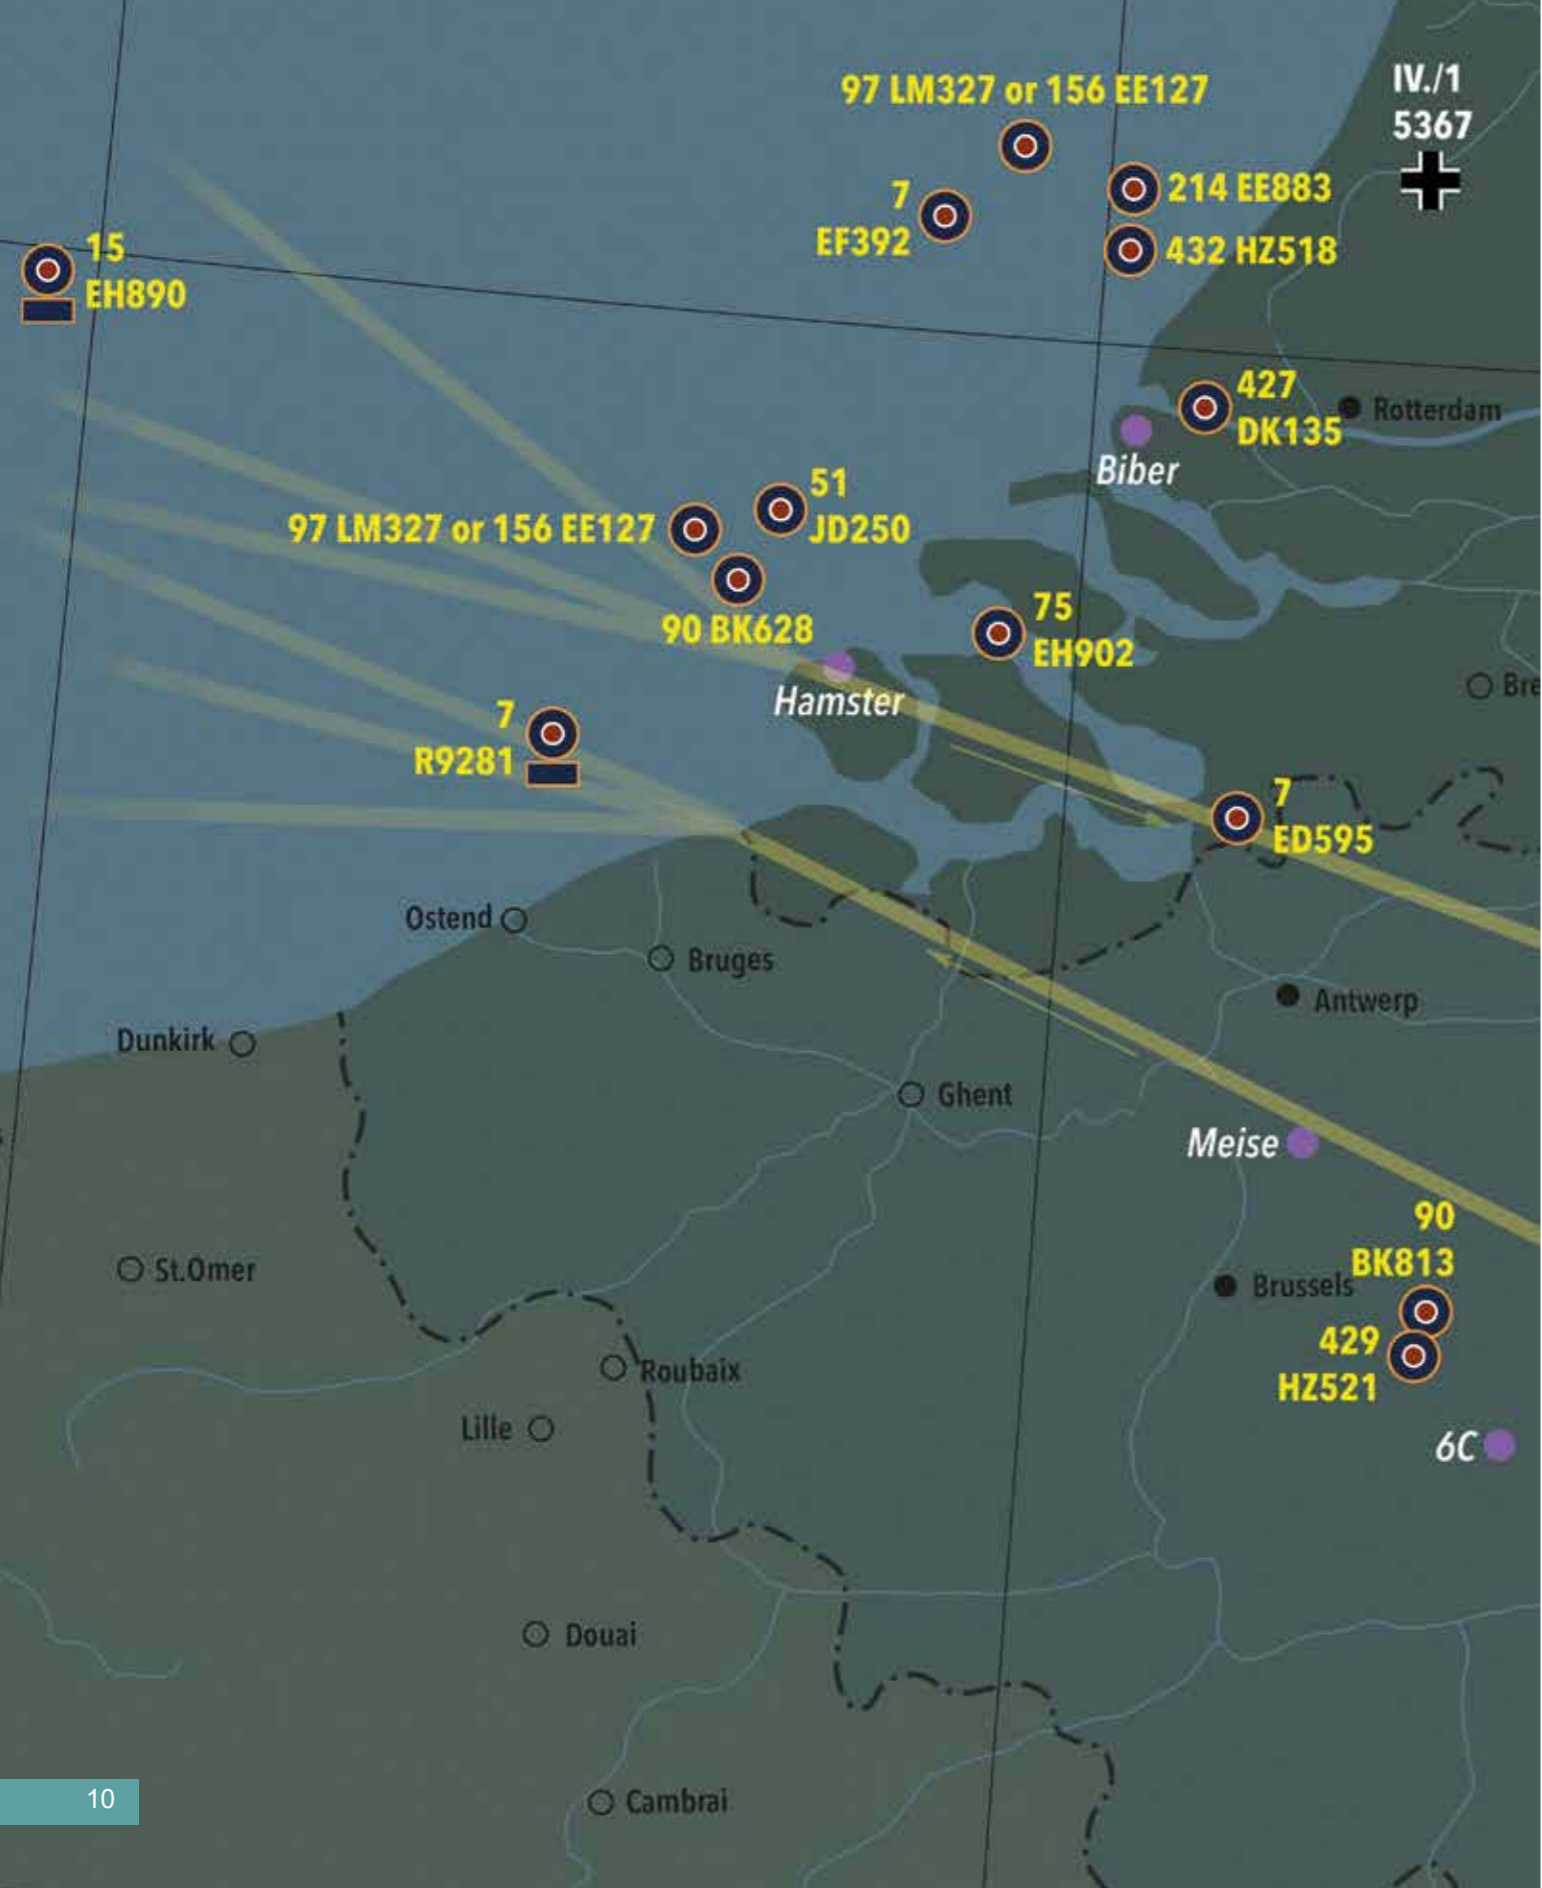 IV./1
5367
97 LM327 or 156 EE127
7
EF392
214 EE883
432 HZ518
15
EH890
427
DK135
Rotterdam
Biber
51
JD250
97 LM327 or 156 EE127
90 BK628
75
EH902
Hamster
Bre
7
R9281
7
ED595
Ostend
Bruges
Antwerp
Dunkirk
Ghent
Meise
90
BK813
St.Omer
Brussels
429
HZ521
Roubaix
Lille
6C
Douai
Cambrai
10